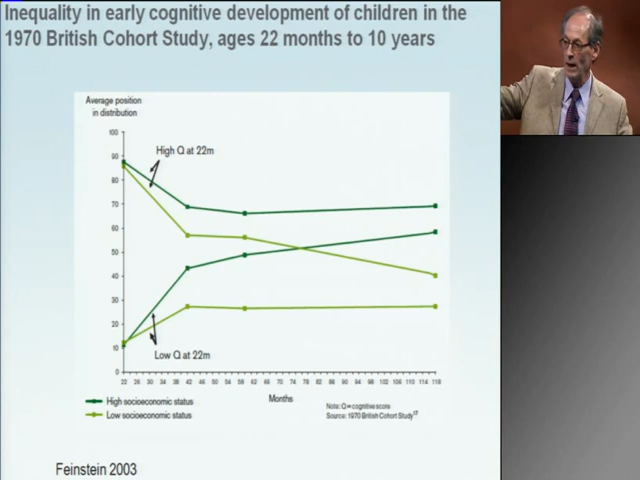 Inequality in early cognitive development of children in the
1970 British Cohort Study, ages 22 months to 10 years
Average position
in distribution
100
90
80
70
60
50
40
30
20
10
0
High Q at 22m
Low Q at 22m
22 26 30 34 38 42 46 50 54 58 62 66 70 74 78 82 86 90 94 98 102 106 110 114 118
Months
High socioeconomic status
Low socioeconomic status
Note: Q = cognitive score
Source: 1970 British Cohort Study17
Feinstein 2003